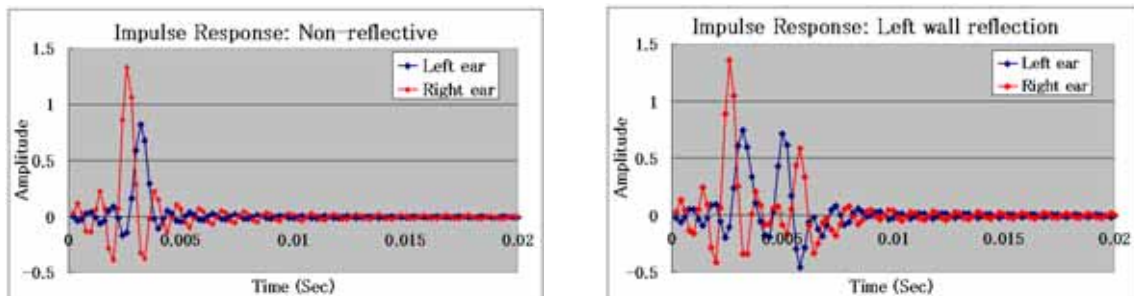 Impulse Response: Non-reflective
1.5
1
0.5
0
-0.5
Amplitude
Left ear
Right ear
0
0.005
0.01
0.015
0.02
Time (Sec)
Impulse Response: Left wall reflection
1.5
1
0.5
0
-0.5
Amplitude
Left ear
Right ear
0
0.005
0.01
0.015
0.02
Time (Sec)